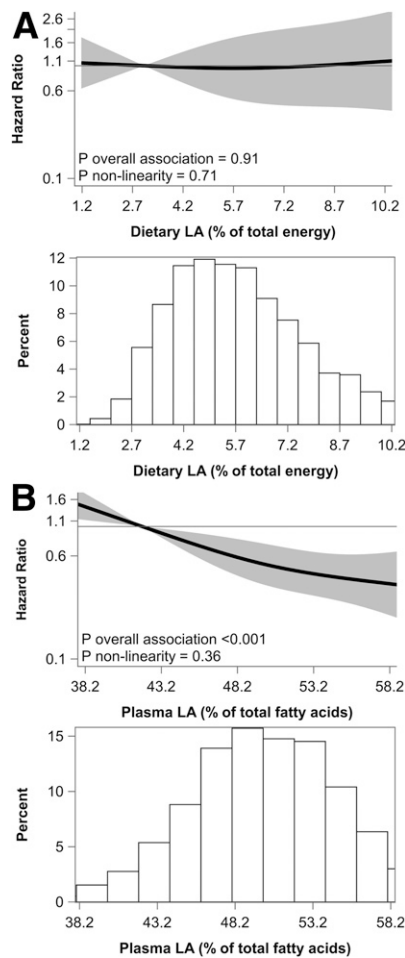 A
Hazard Ratio
2.6
1.6
1.1
0.6
0.1
P overall association = 0.91
P non-linearity = 0.71
1.2 2.7 4.2 5.7 7.2 8.7 10.2
Dietary LA (% of total energy)
Percent
12
10
8
6
4
2
0
1.2 2.7 4.2 5.7 7.2 8.7 10.2
Dietary LA (% of total energy)
B
Hazard Ratio
1.6
1.1
0.6
0.1
P overall association <0.001
P non-linearity = 0.36
38.2 43.2 48.2 53.2 58.2
Plasma LA (% of total fatty acids)
Percent
15
10
5
0
38.2 43.2 48.2 53.2 58.2
Plasma LA (% of total fatty acids)